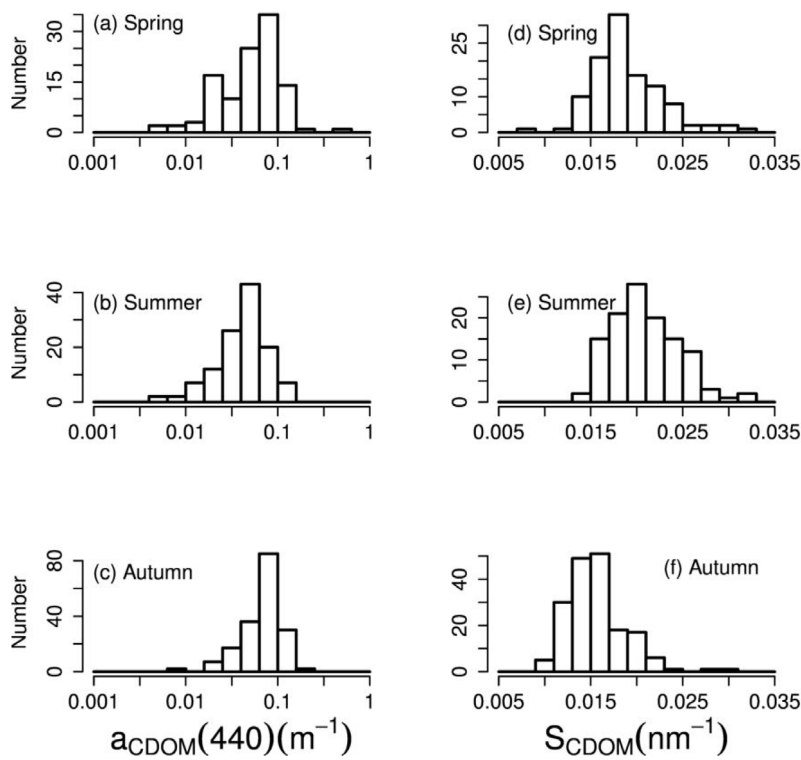 (a) Spring
Number
0 15 30
0.001 0.01 0.1 1
(d) Spring
0 10 25
0.005 0.015 0.025 0.035
(b) Summer
Number
0 20 40
0.001 0.01 0.1 1
(e) Summer
0 10 20
0.005 0.015 0.025 0.035
(c) Autumn
Number
0 40 80
0.001 0.01 0.1 1
a_CDOM(440)(m⁻¹)
(f) Autumn
0 20 40
0.005 0.015 0.025 0.035
S_CDOM(nm⁻¹)